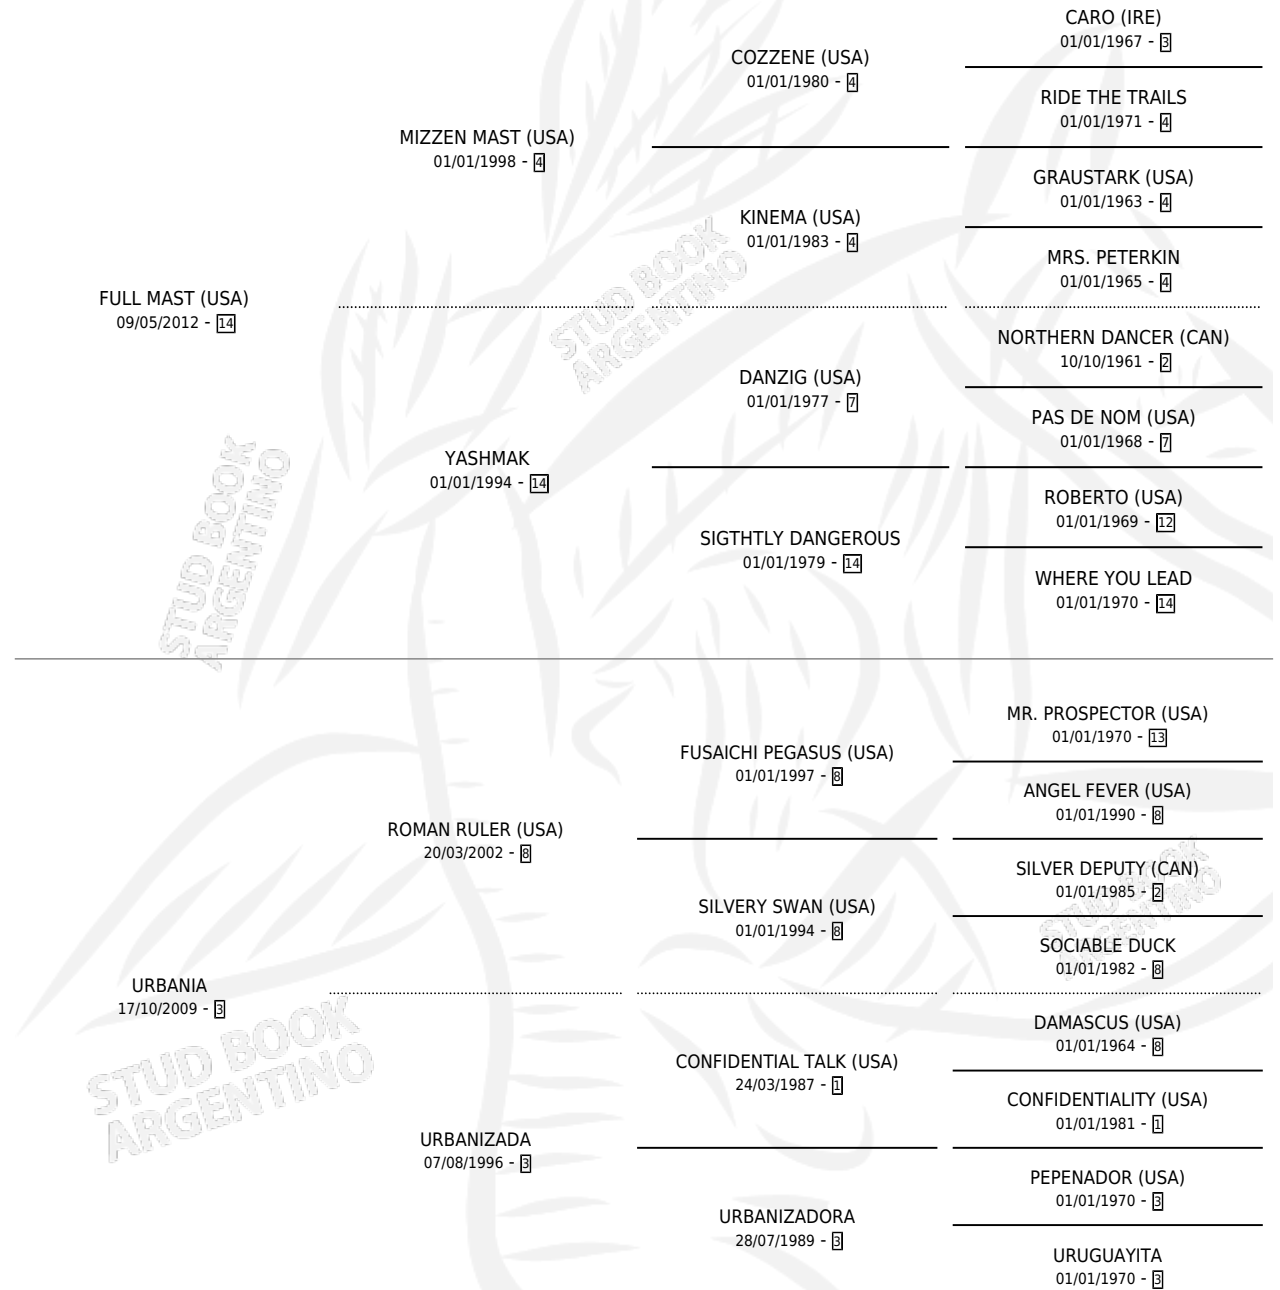 CARO (IRE)
01/01/1967 - 3
COZZENE (USA)
01/01/1980 - 4
RIDE THE TRAILS
01/01/1971 - 4
MIZZEN MAST (USA)
01/01/1998 - 4
GRAUSTARK (USA)
01/01/1963 - 4
KINEMA (USA)
01/01/1983 - 4
MRS. PETERKIN
01/01/1965 - 4
FULL MAST (USA)
09/05/2012 - 14
NORTHERN DANCER (CAN)
10/10/1961 - 2
DANZIG (USA)
01/01/1977 - 7
PAS DE NOM (USA)
01/01/1968 - 7
YASHMAK
01/01/1994 - 14
ROBERTO (USA)
01/01/1969 - 12
SIGTHTLY DANGEROUS
01/01/1979 - 14
WHERE YOU LEAD
01/01/1970 - 14
MR. PROSPECTOR (USA)
01/01/1970 - 13
FUSAICHI PEGASUS (USA)
01/01/1997 - 8
ANGEL FEVER (USA)
01/01/1990 - 8
ROMAN RULER (USA)
20/03/2002 - 8
SILVER DEPUTY (CAN)
01/01/1985 - 2
SILVERY SWAN (USA)
01/01/1994 - 8
SOCIABLE DUCK
01/01/1982 - 8
URBANIA
17/10/2009 - 3
DAMASCUS (USA)
01/01/1964 - 8
CONFIDENTIAL TALK (USA)
24/03/1987 - 1
CONFIDENTIALITY (USA)
01/01/1981 - 1
URBANIZADA
07/08/1996 - 3
PEPENADOR (USA)
01/01/1970 - 3
URBANIZADORA
28/07/1989 - 3
URUGUAYITA
01/01/1970 - 3
STUD BOOK
ARGENTINO
STUD BOOK
ARGENTINO
STUD BOOK
ARGENTINO
STUD BOOK
ARGENTINO